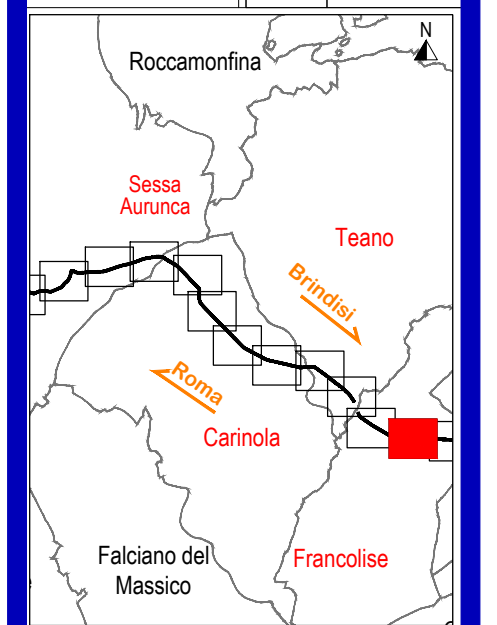 N
Roccamonfina
Sessa
Aurunca
Teano
Brindisi
Roma
Carinola
Falciano del
Massico
Francolise